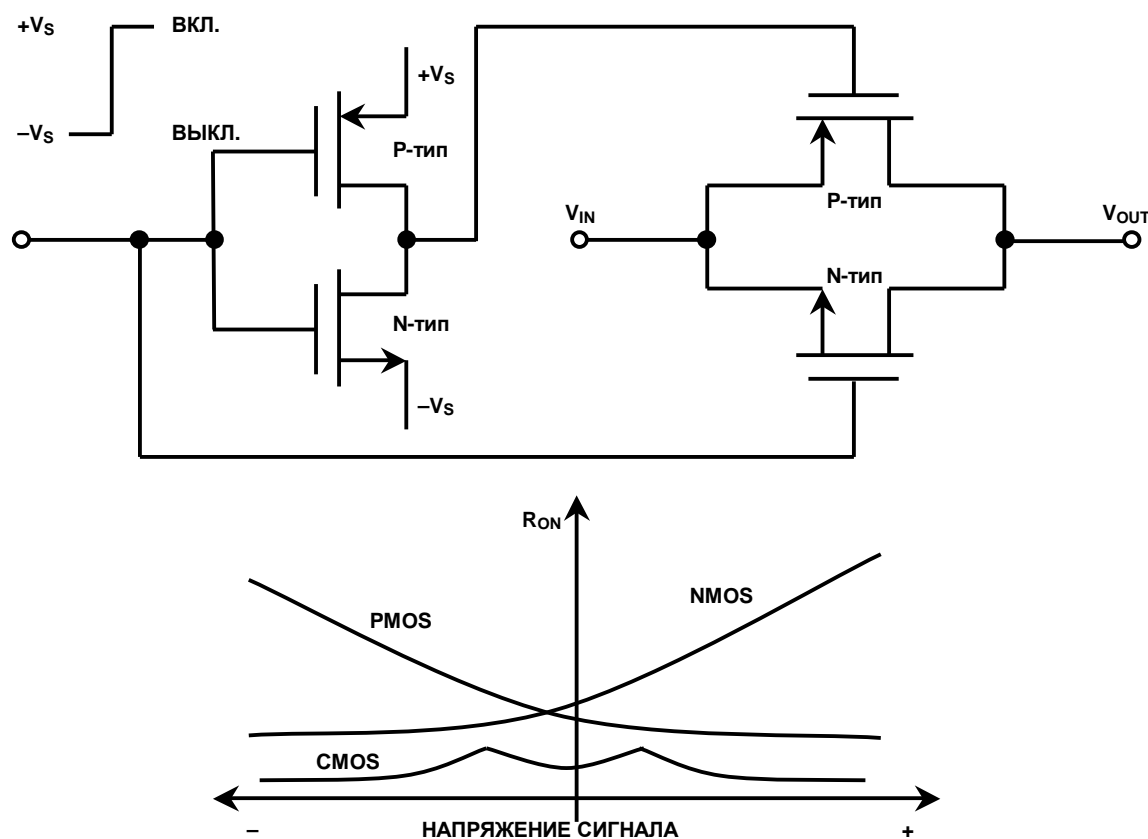 +VS
ВКЛ.
–VS
ВЫКЛ.
+VS
P-тип
N-тип
–VS
VIN
P-тип
N-тип
VOUT
RON
PMOS
NMOS
CMOS
–
НАПРЯЖЕНИЕ СИГНАЛА
+